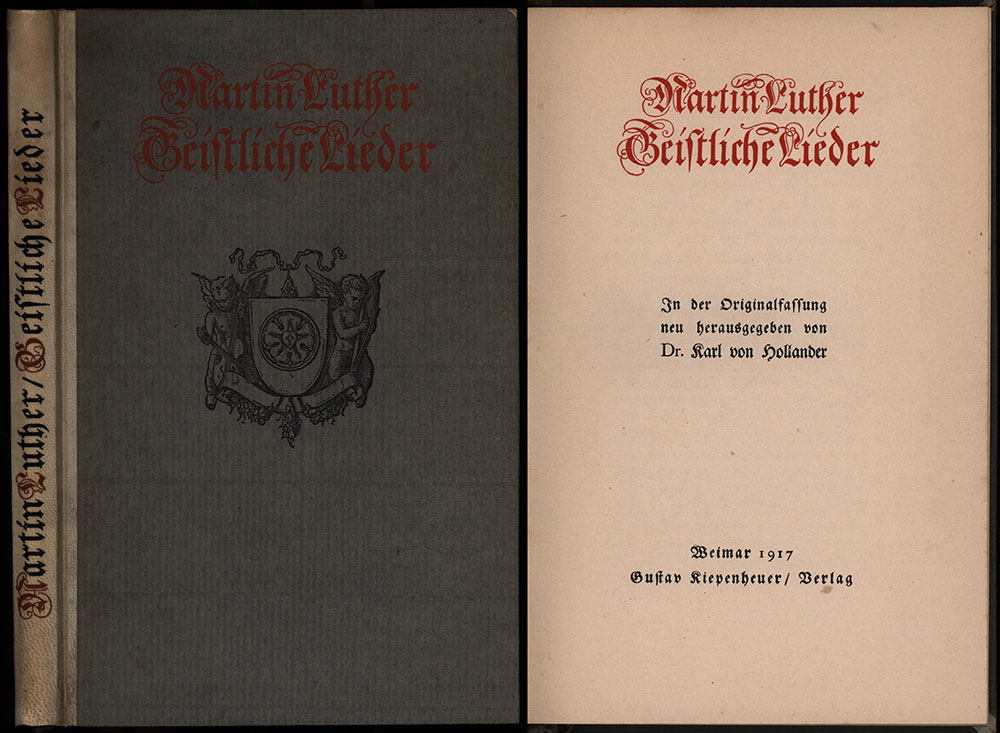 Martin Luther / Geiſtliche Lieder
Martin Luther
Geiſtliche Lieder
Martin Luther
Geiſtliche Lieder
In der Originalfaſſung
neu herausgegeben von
Dr. Karl von Hollander
Weimar 1917
Guſtav Kiepenheuer / Verlag